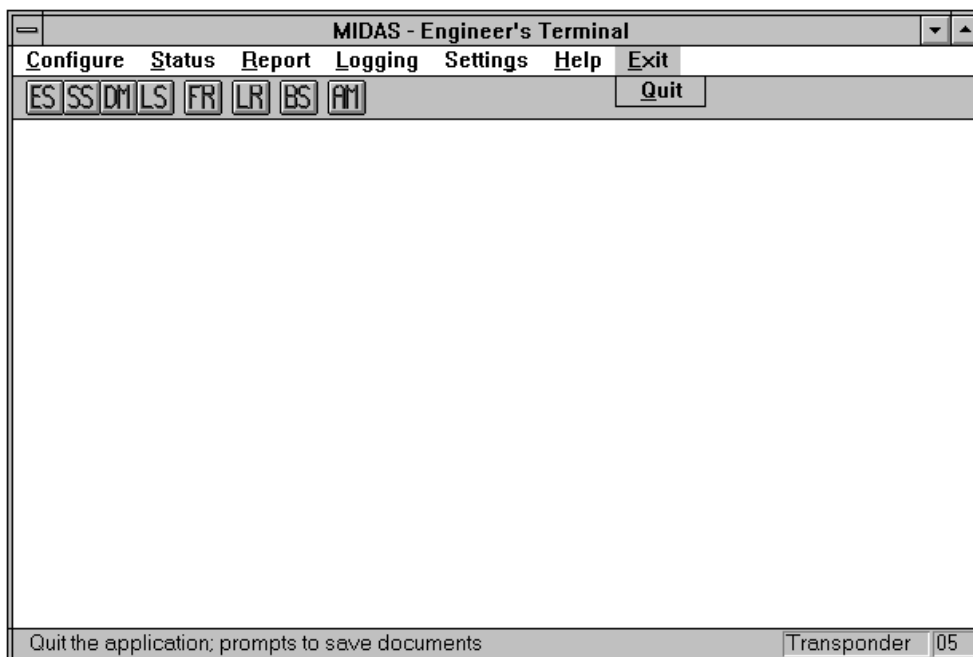 MIDAS - Engineer's Terminal
Configure Status Report Logging Settings Help Exit
ES SS DM LS FR LR BS AM
Quit
Quit the application; prompts to save documents Transponder 05